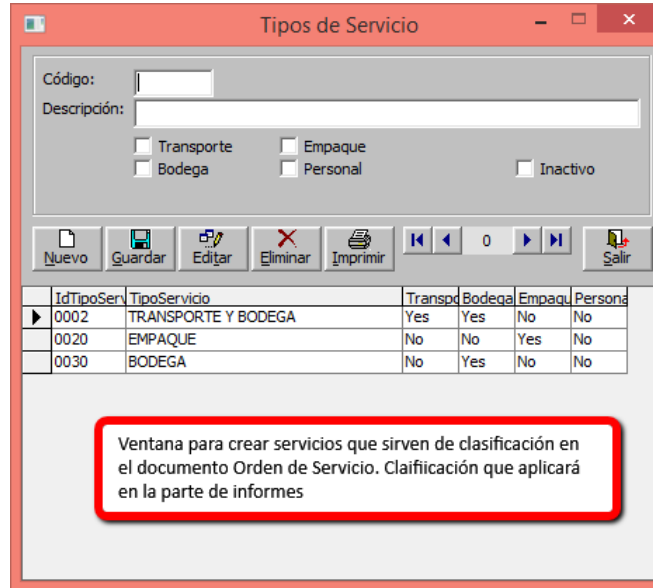 Tipos de Servicio
Código:
Descripción:
Transporte Empaque
Bodega Personal Inactivo
Nuevo Guardar Editar Eliminar Imprimir 0 Salir
IdTipoServ TipoServicio Transpo Bodega Empaqu Persona
0002 TRANSPORTE Y BODEGA Yes Yes No No
0020 EMPAQUE No No Yes No
0030 BODEGA No Yes No No
Ventana para crear servicios que sirven de clasificación en
el documento Orden de Servicio. Claifiicación que aplicará
en la parte de informes